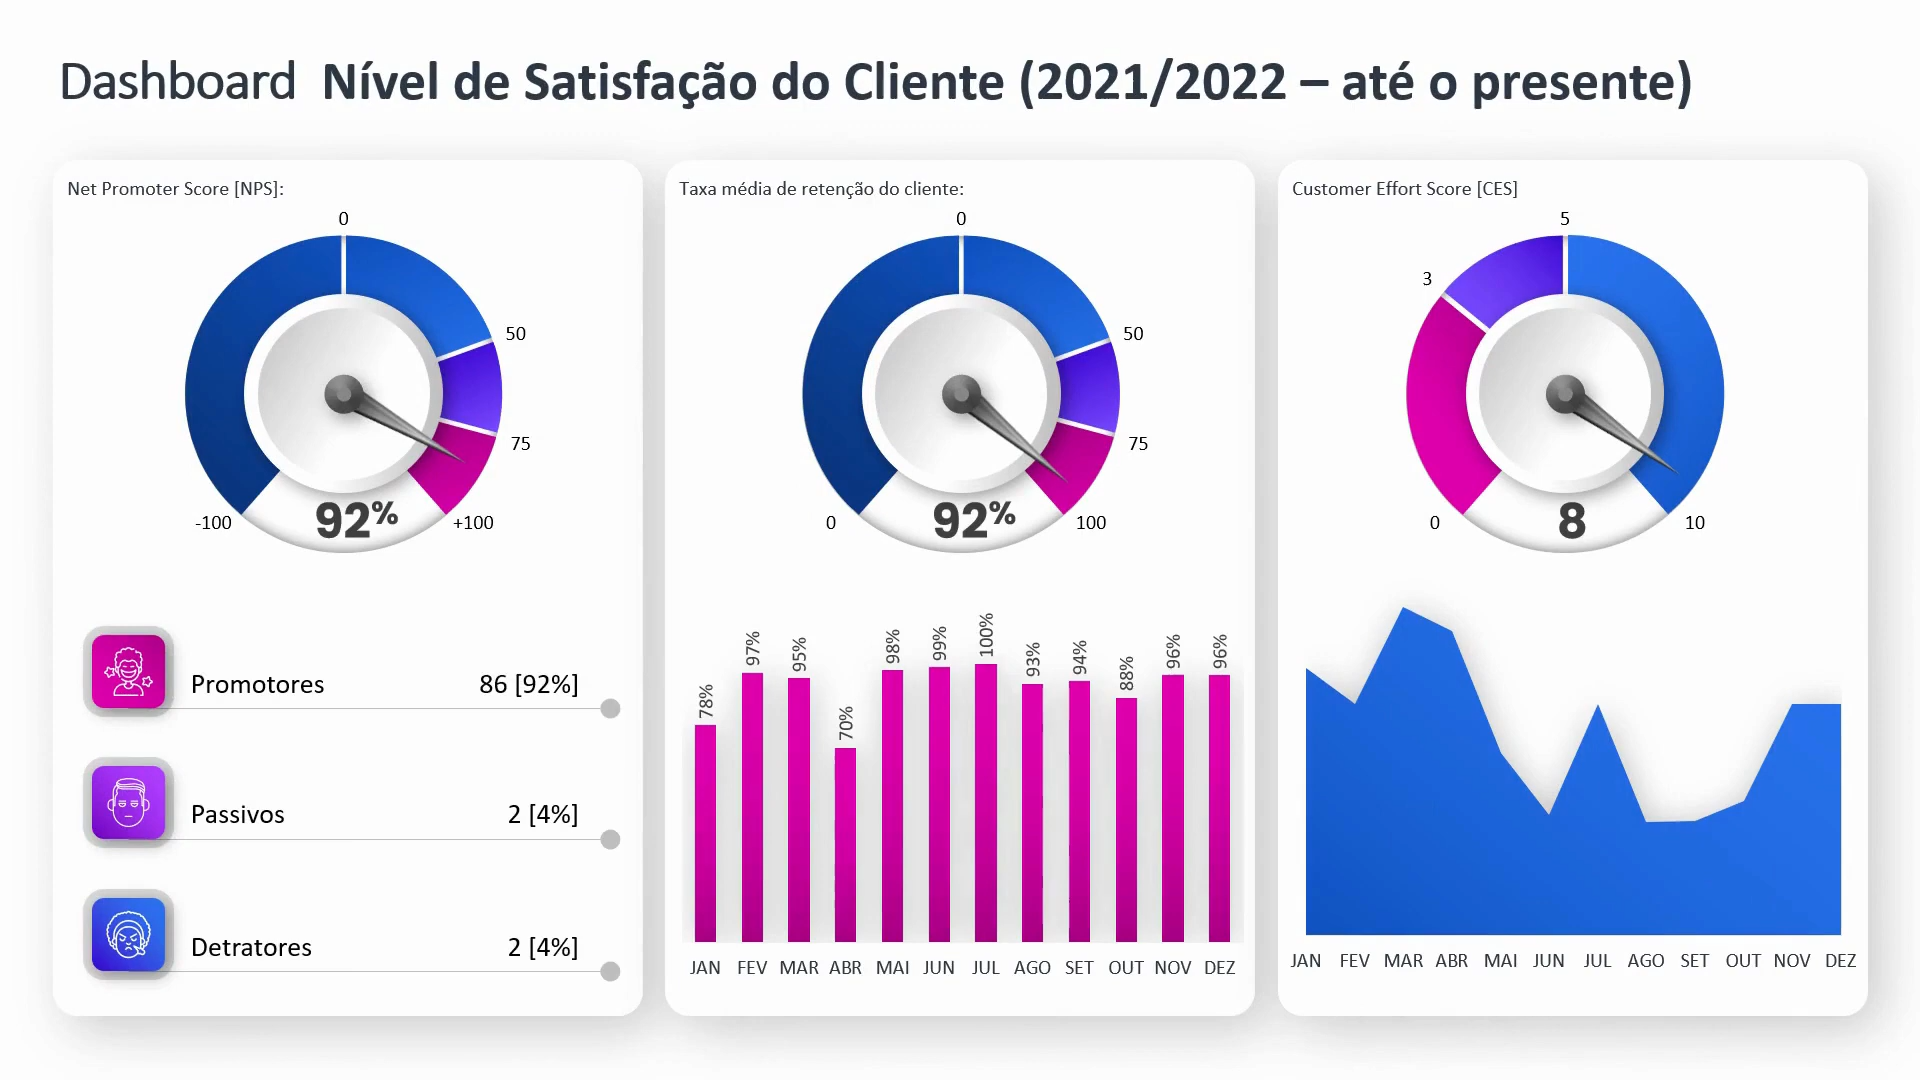 Dashboard Nível de Satisfação do Cliente (2021/2022 – até o presente)
Net Promoter Score [NPS]:
0
50
75
-100
92%
+100
Promotores 86 [92%]
Passivos 2 [4%]
Detratores 2 [4%]
Taxa média de retenção do cliente:
0
50
75
0
92%
100
78% 97% 95% 70% 98% 99% 100% 93% 94% 88% 96% 96%
JAN FEV MAR ABR MAI JUN JUL AGO SET OUT NOV DEZ
Customer Effort Score [CES]
5
3
0
8
10
JAN FEV MAR ABR MAI JUN JUL AGO SET OUT NOV DEZ